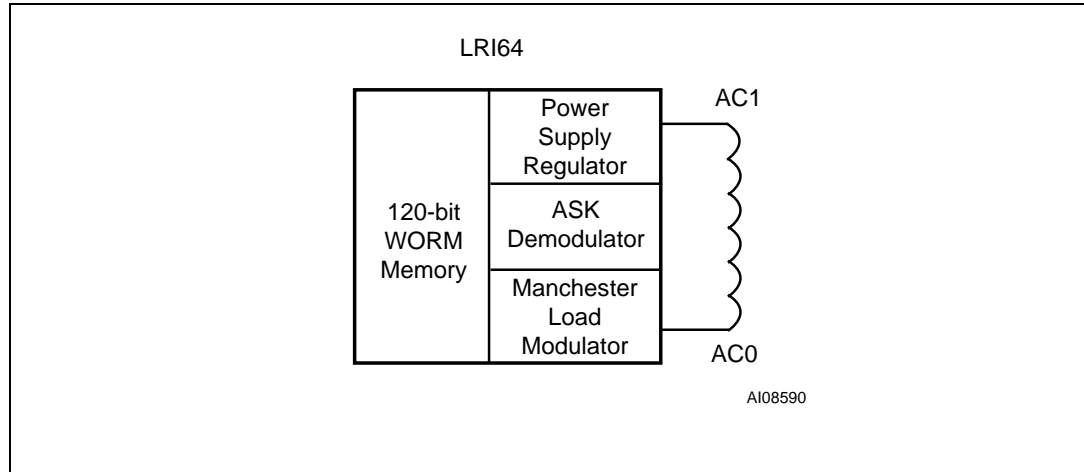 LRI64
120-bit
WORM
Memory
Power
Supply
Regulator
ASK
Demodulator
Manchester
Load
Modulator
AC1
AC0
AI08590